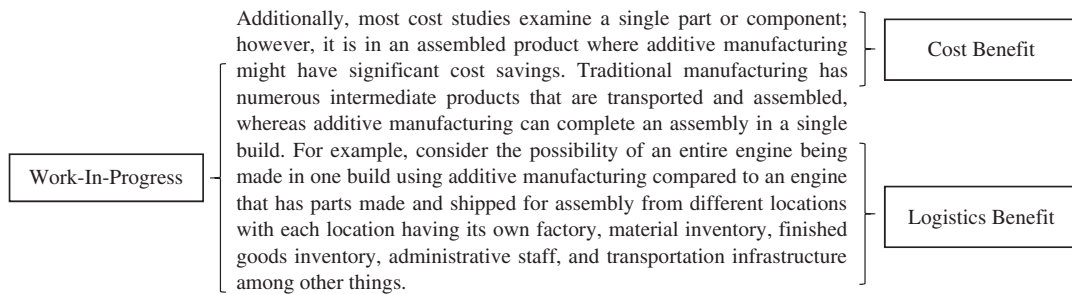 Additionally, most cost studies examine a single part or component;
however, it is in an assembled product where additive manufacturing
might have significant cost savings. Traditional manufacturing has
numerous intermediate products that are transported and assembled,
whereas additive manufacturing can complete an assembly in a single
build. For example, consider the possibility of an entire engine being
made in one build using additive manufacturing compared to an engine
that has parts made and shipped for assembly from different locations
with each location having its own factory, material inventory, finished
goods inventory, administrative staff, and transportation infrastructure
among other things.
Work-In-Progress
Cost Benefit
Logistics Benefit